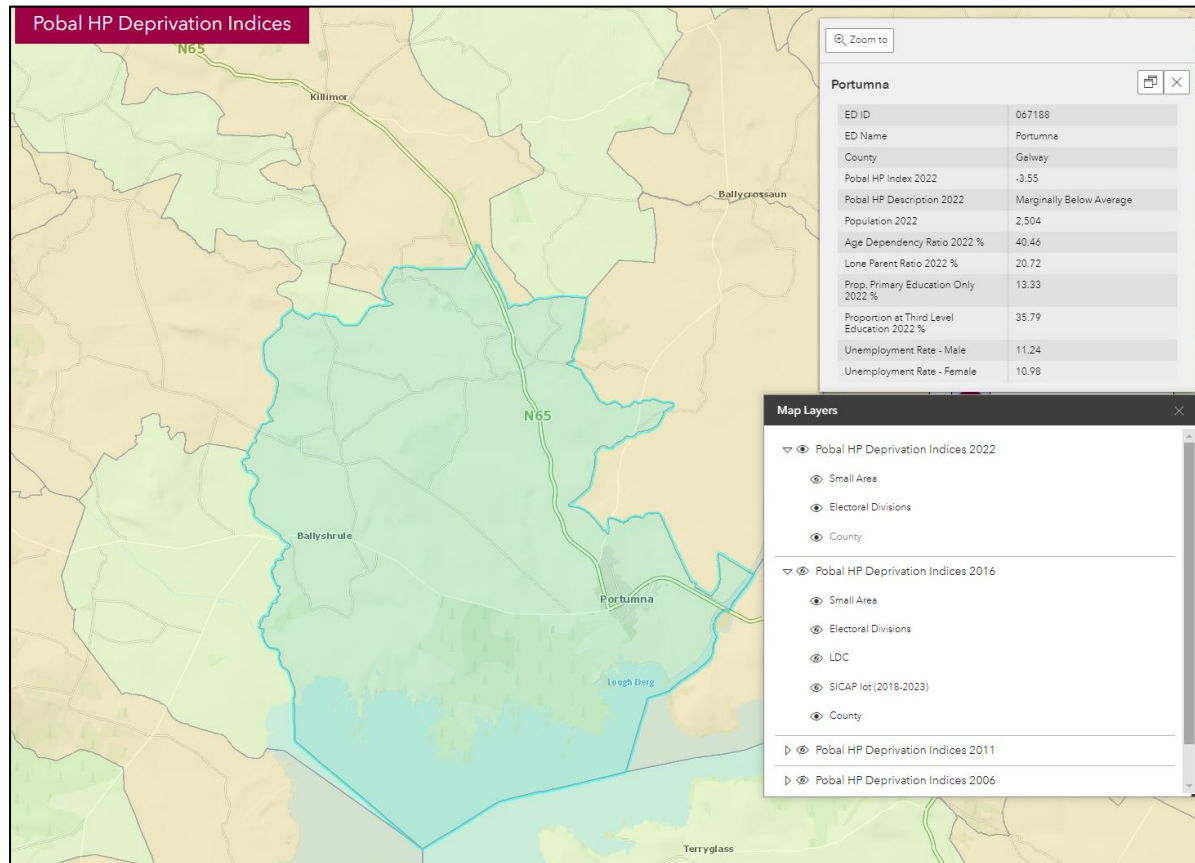 Pobal HP Deprivation Indices
N65
Killimor
Ballycrossaun
N65
Ballyshrule
Portumna
Lough Derg
Terryglass
Zoom to
Portumna
ED ID 067188
ED Name Portumna
County Galway
Pobal HP Index 2022 -3.55
Pobal HP Description 2022 Marginally Below Average
Population 2022 2,504
Age Dependency Ratio 2022 % 40.46
Lone Parent Ratio 2022 % 20.72
Prop. Primary Education Only 13.33
2022 %
Proportion at Third Level 35.79
Education 2022 %
Unemployment Rate - Male 11.24
Unemployment Rate - Female 10.98
Map Layers
Pobal HP Deprivation Indices 2022
Small Area
Electoral Divisions
County
Pobal HP Deprivation Indices 2016
Small Area
Electoral Divisions
LDC
SICAP lot (2018-2023)
County
Pobal HP Deprivation Indices 2011
Pobal HP Deprivation Indices 2006